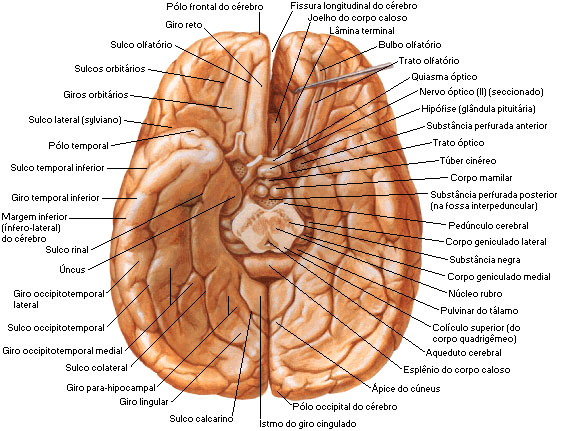 Pólo frontal do cérebro
Giro reto
Sulco olfatório
Sulcos orbitários
Giros orbitários
Sulco lateral (sylviano)
Pólo temporal
Sulco temporal inferior
Giro temporal inferior
Margem inferior
(ínfero-lateral)
do cérebro
Sulco rinal
Úncus
Giro occipitotemporal
lateral
Sulco occipitotemporal
Giro occipitotemporal medial
Sulco colateral
Giro para-hipocampal
Giro lingular
Sulco calcarino
Istmo do giro cingulado
Fissura longitudinal do cérebro
Joelho do corpo caloso
Lâmina terminal
Bulbo olfatório
Trato olfatório
Quiasma óptico
Nervo óptico (II) (seccionado)
Hipófise (glândula pituitária)
Substância perfurada anterior
Trato óptico
Túber cinéreo
Corpo mamilar
Substância perfurada posterior
(na fossa interpeduncular)
Pedúnculo cerebral
Corpo geniculado lateral
Substância negra
Corpo geniculado medial
Núcleo rubro
Pulvinar do tálamo
Colículo superior (do
corpo quadrigêmeo)
Aqueduto cerebral
Esplênio do corpo caloso
Ápice do cúneus
Pólo occipital do cérebro